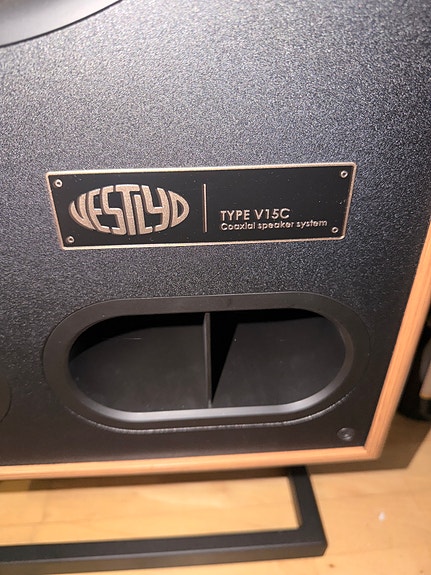 VESTLYD
TYPE V15C
Coaxial speaker system